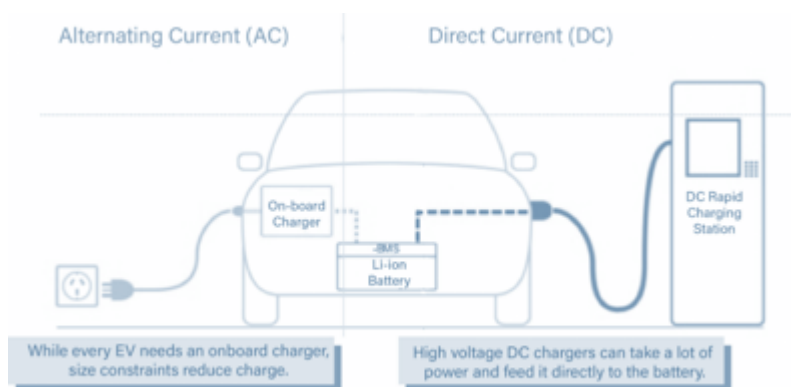 Alternating Current (AC)
Direct Current (DC)
On-board
Charger
-BMS
Li-ion
Battery
DC Rapid
Charging
Station
While every EV needs an onboard charger,
size constraints reduce charge.
High voltage DC chargers can take a lot of
power and feed it directly to the battery.